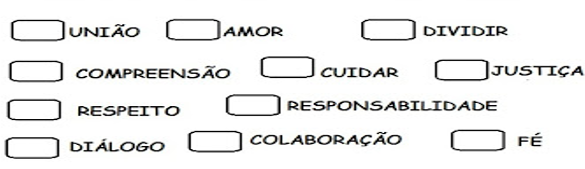 UNIÃO AMOR DIVIDIR
COMPREENSÃO CUIDAR JUSTIÇA
RESPEITO RESPONSABILIDADE
DIÁLOGO COLABORAÇÃO FÉ